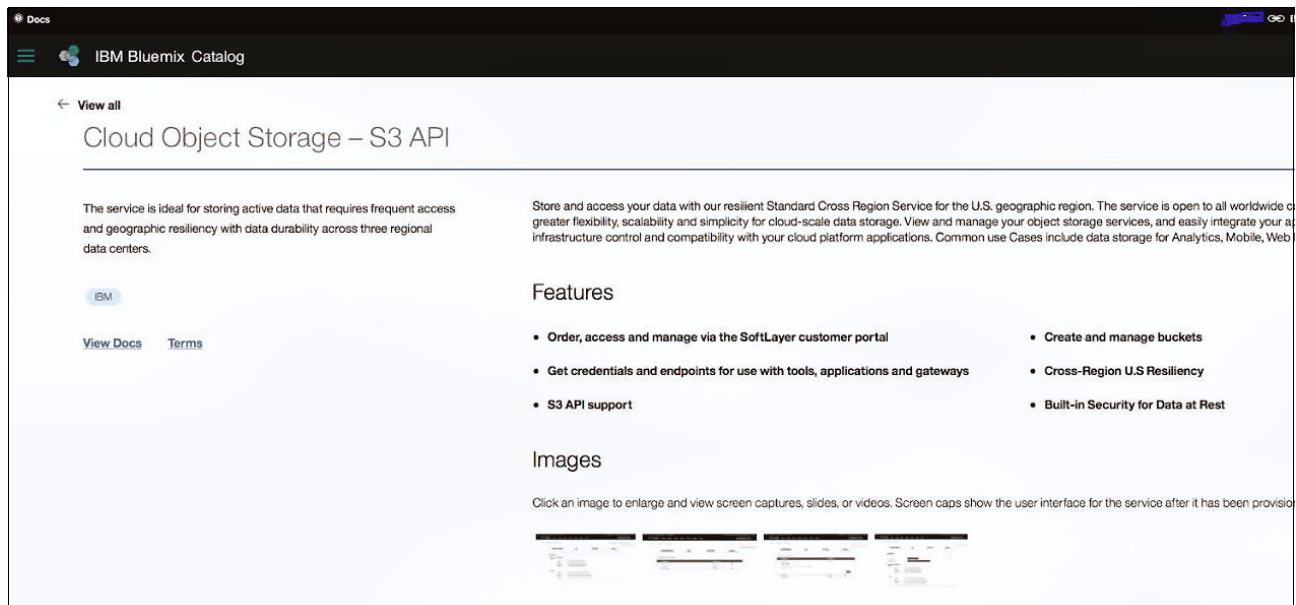 Docs
IBM Bluemix Catalog
← View all
Cloud Object Storage – S3 API
The service is ideal for storing active data that requires frequent access
and geographic resiliency with data durability across three regional
data centers.
IBM
View Docs Terms
Store and access your data with our resilient Standard Cross Region Service for the U.S. geographic region. The service is open to all worldwide
greater flexibility, scalability and simplicity for cloud-scale data storage. View and manage your object storage services, and easily integrate your
infrastructure control and compatibility with your cloud platform applications. Common use Cases include data storage for Analytics, Mobile, Web
Features
• Order, access and manage via the SoftLayer customer portal
• Get credentials and endpoints for use with tools, applications and gateways
• S3 API support
• Create and manage buckets
• Cross-Region U.S Resiliency
• Built-in Security for Data at Rest
Images
Click an image to enlarge and view screen captures, slides, or videos. Screen caps show the user interface for the service after it has been